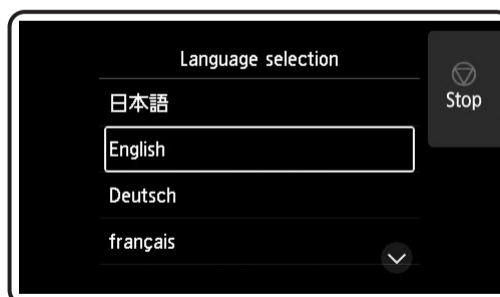 Language selection
Stop
日本語
English
Deutsch
français